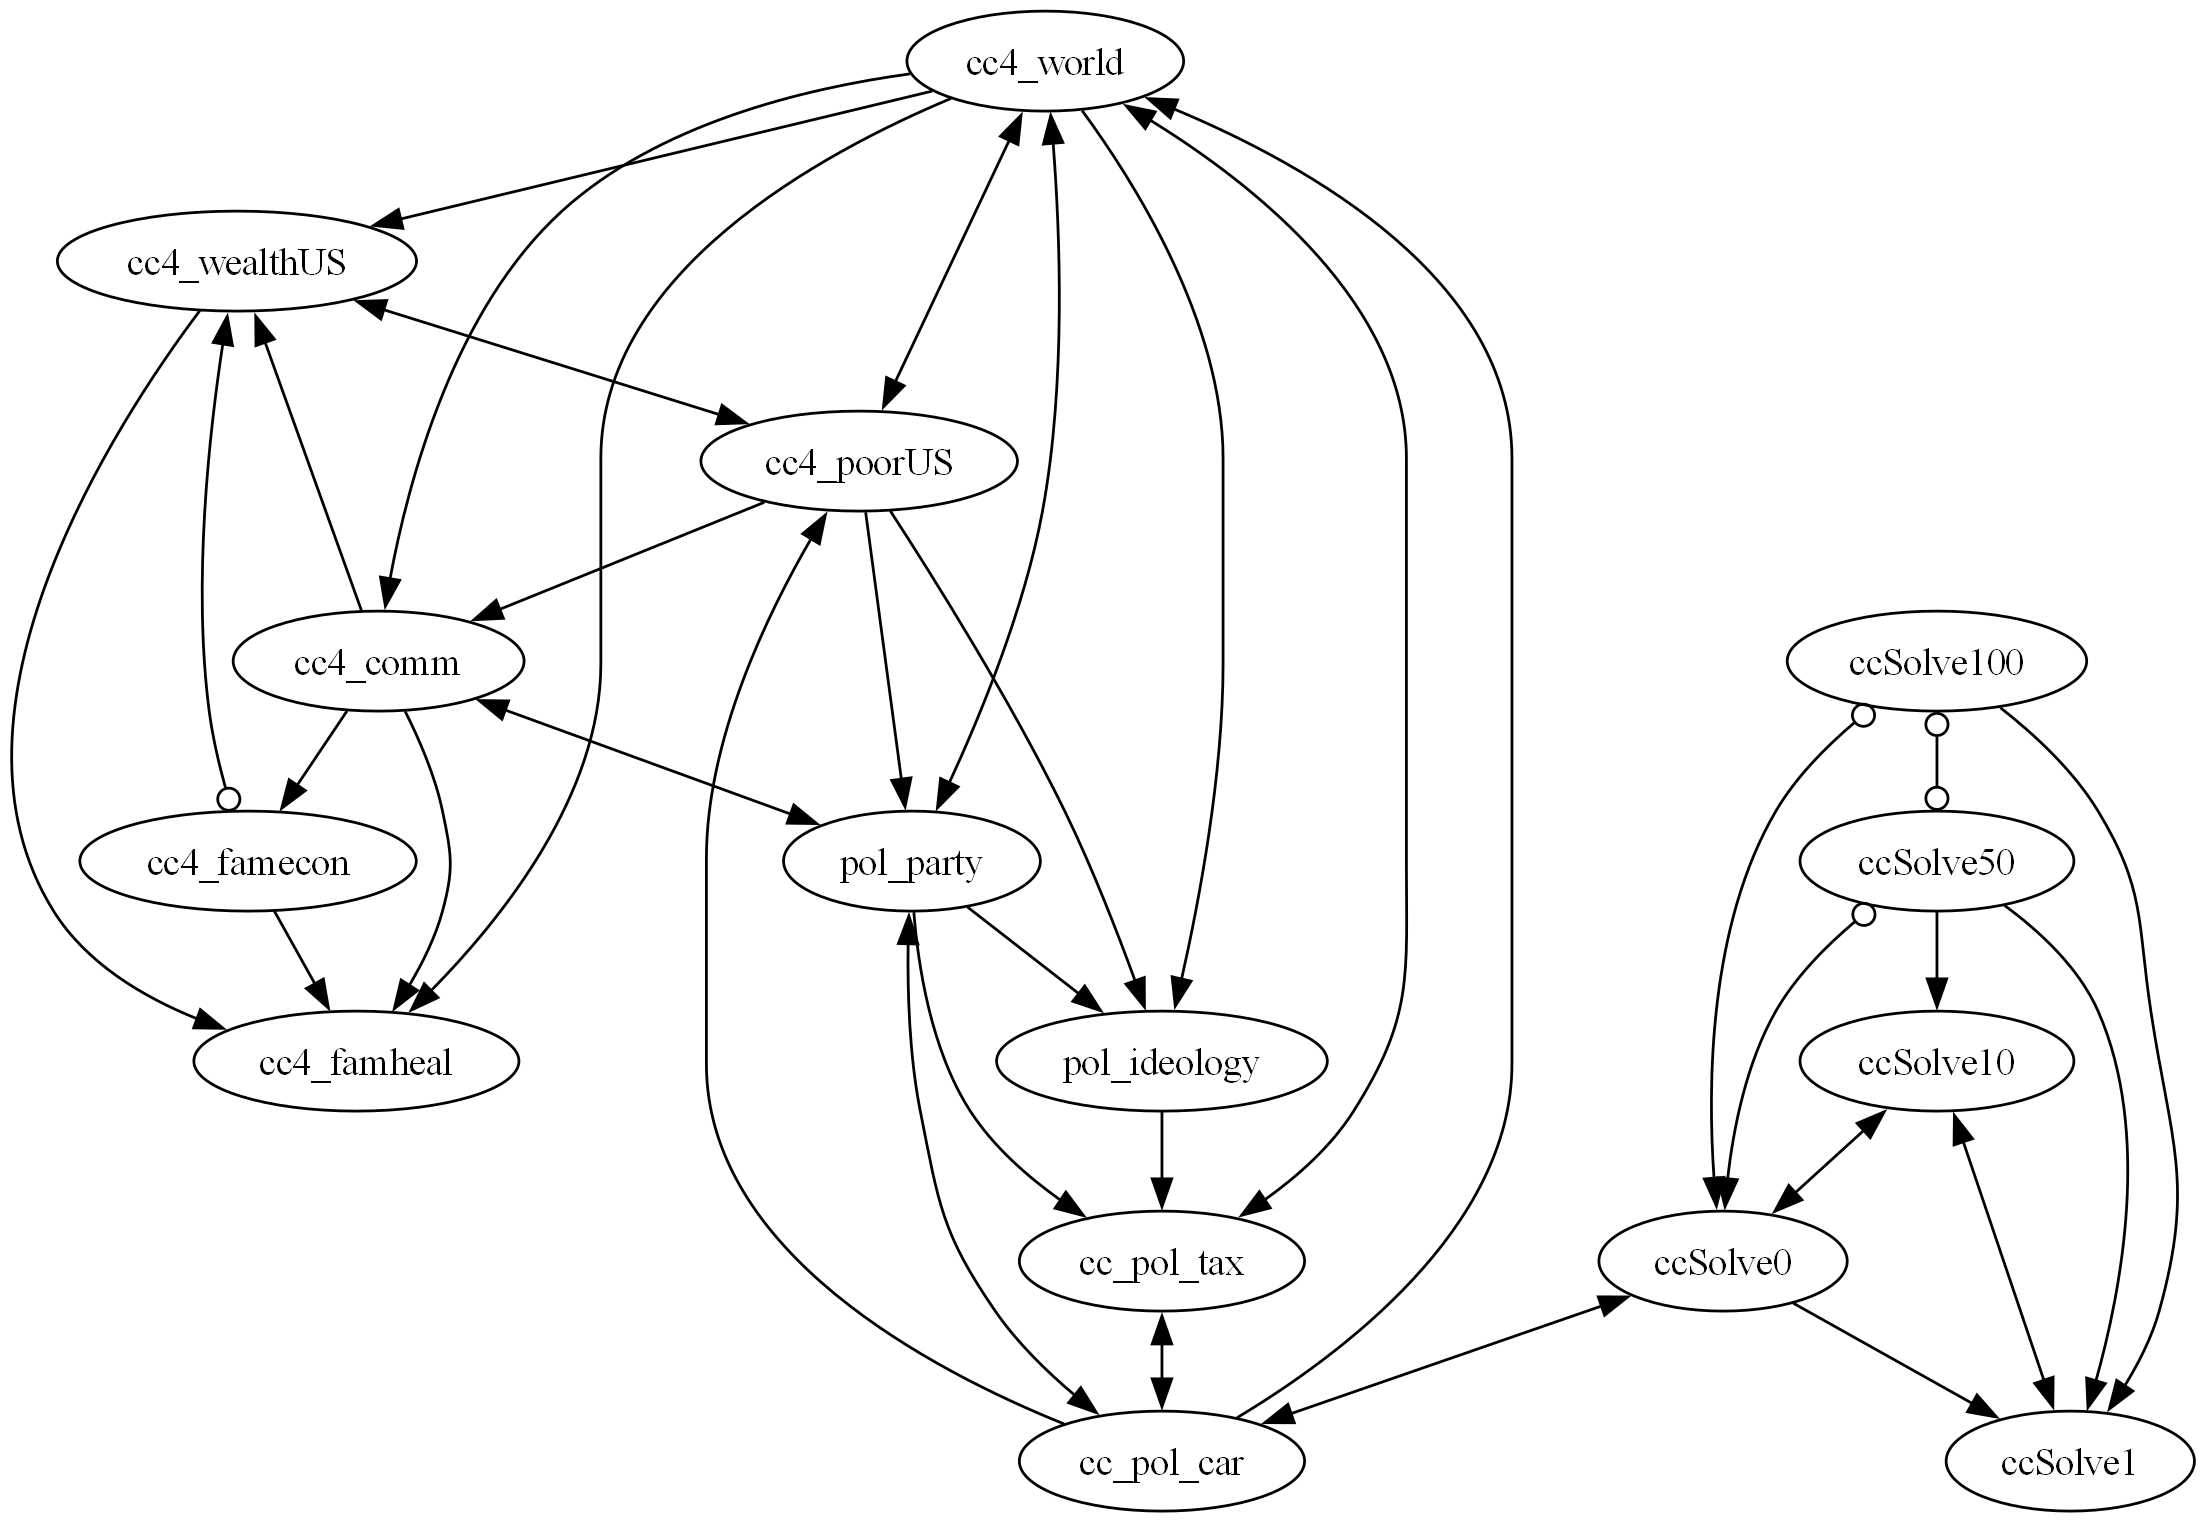 cc4_world
cc4_wealthUS
cc4_poorUS
cc4_comm
ccSolve100
cc4_famecon
pol_party
ccSolve50
cc4_famheal
pol_ideology
ccSolve10
cc_pol_tax
ccSolve0
cc_pol_car
ccSolve1